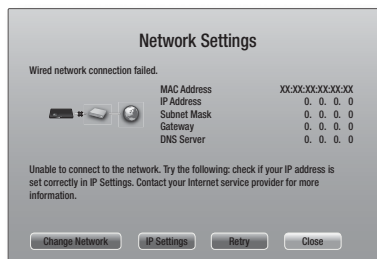 Network Settings
Wired network connection failed.
MAC Address XX:XX:XX:XX:XX:XX
IP Address 0. 0. 0. 0
Subnet Mask 0. 0. 0. 0
Gateway 0. 0. 0. 0
DNS Server 0. 0. 0. 0
Unable to connect to the network. Try the following: check if your IP address is
set correctly in IP Settings. Contact your Internet service provider for more
information.
Change Network IP Settings Retry Close